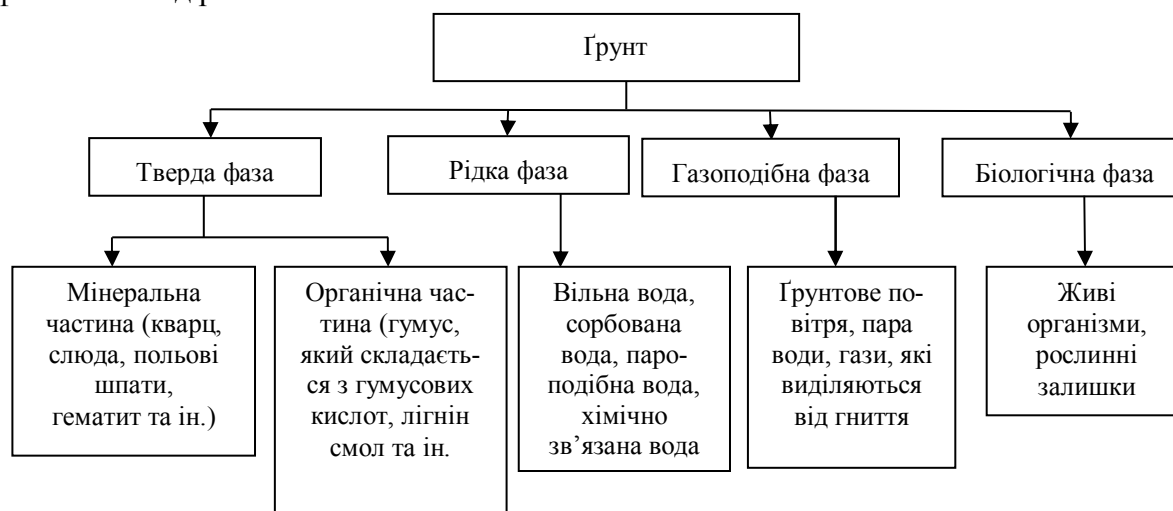 Ґрунт
Тверда фаза
Рідка фаза
Газоподібна фаза
Біологічна фаза
Мінеральна
частина (кварц,
слюда, польові
шпати,
гематит та ін.)
Органічна час-
тина (гумус,
який складаєть-
ся з гумусових
кислот, лігнін
смол та ін.
Вільна вода,
сорбована
вода, паро-
подібна вода,
хімічно
зв’язана вода
Ґрунтове по-
вітря, пара
води, гази, які
виділяються
від гниття
Живі
організми,
рослинні
залишки